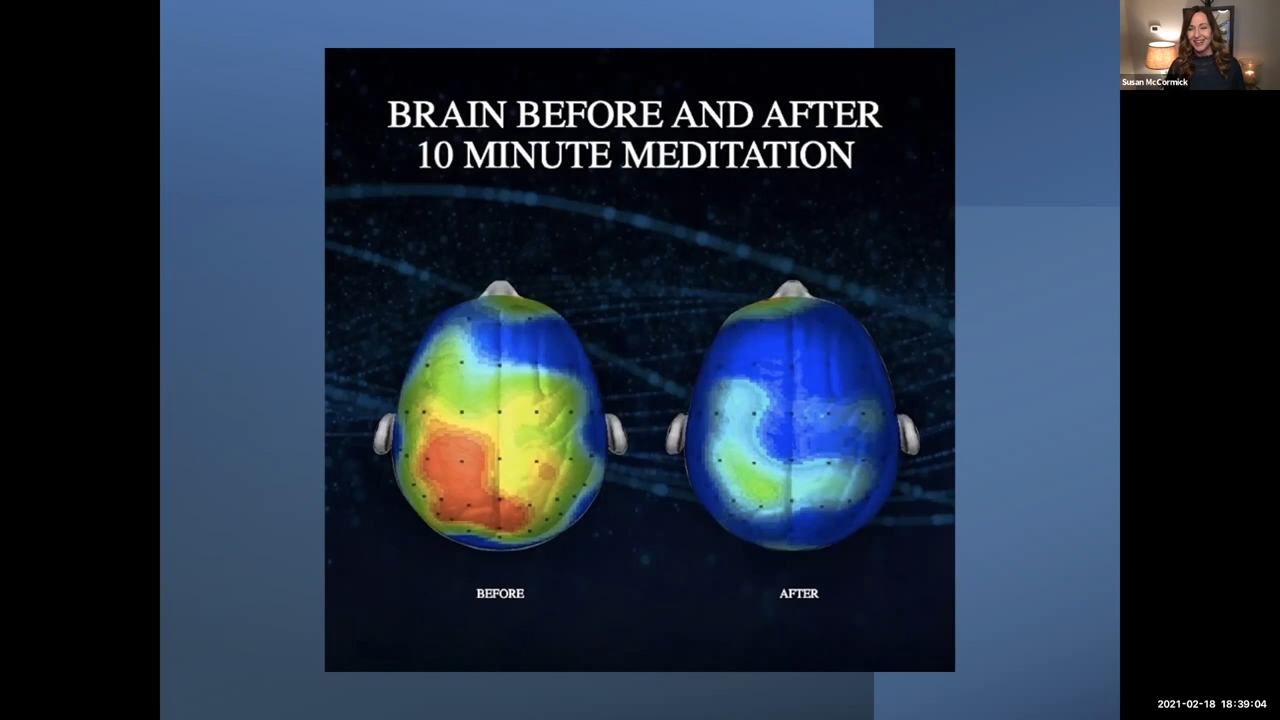 BRAIN BEFORE AND AFTER
10 MINUTE MEDITATION
BEFORE
AFTER
Susan McCormick
2021-02-18 18:39:04